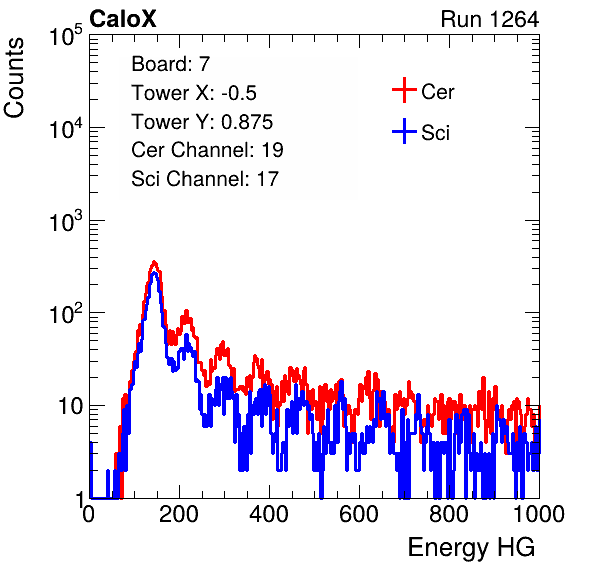 CaloX Run 1264
Counts
10^5
10^4
10^3
10^2
10
1
Board: 7
Tower X: -0.5
Tower Y: 0.875
Cer Channel: 19
Sci Channel: 17
Cer
Sci
0 200 400 600 800 1000
Energy HG